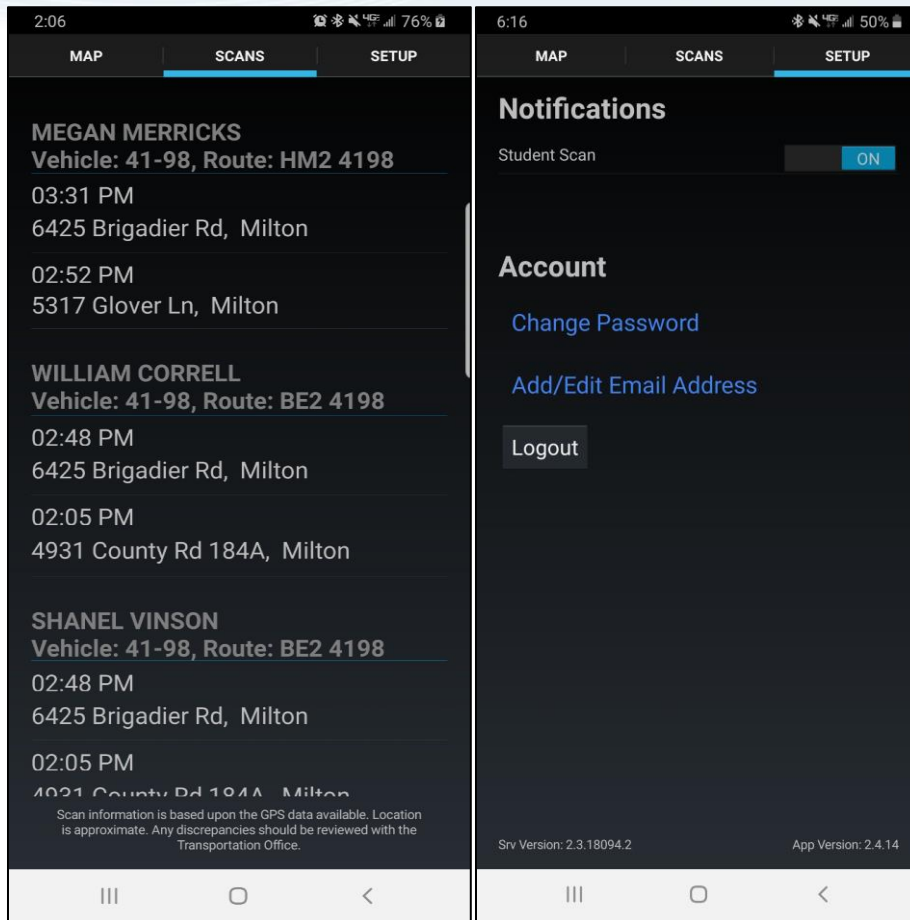 2:06
76%
MAP SCANS SETUP
MEGAN MERRICKS
Vehicle: 41-98, Route: HM2 4198
03:31 PM
6425 Brigadier Rd, Milton
02:52 PM
5317 Glover Ln, Milton
WILLIAM CORRELL
Vehicle: 41-98, Route: BE2 4198
02:48 PM
6425 Brigadier Rd, Milton
02:05 PM
4931 County Rd 184A, Milton
SHANEL VINSON
Vehicle: 41-98, Route: BE2 4198
02:48 PM
6425 Brigadier Rd, Milton
02:05 PM
4931 County Rd 184A, Milton
Scan information is based upon the GPS data available. Location
is approximate. Any discrepancies should be reviewed with the
Transportation Office.
6:16
50%
MAP SCANS SETUP
Notifications
Student Scan ON
Account
Change Password
Add/Edit Email Address
Logout
Srv Version: 2.3.18094.2 App Version: 2.4.14